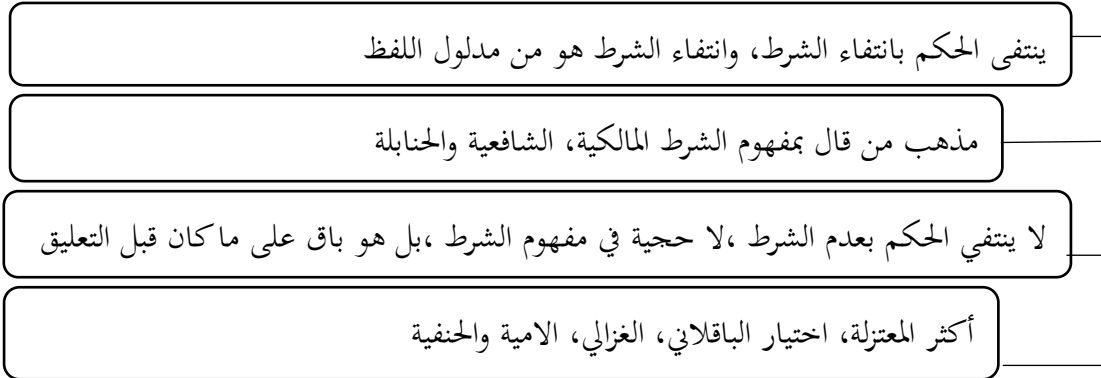 ينتفى الحكم بانتفاء الشرط، وانتفاء الشرط هو من مدلول اللفظ
مذهب من قال بمفهوم الشرط المالكية، الشافعية والحنابلة
لا ينتفي الحكم بعدم الشرط ،لا حجية في مفهوم الشرط ،بل هو باق على ما كان قبل التعليق
أكثر المعتزلة، اختيار الباقلاني، الغزالي، الامية والحنفية